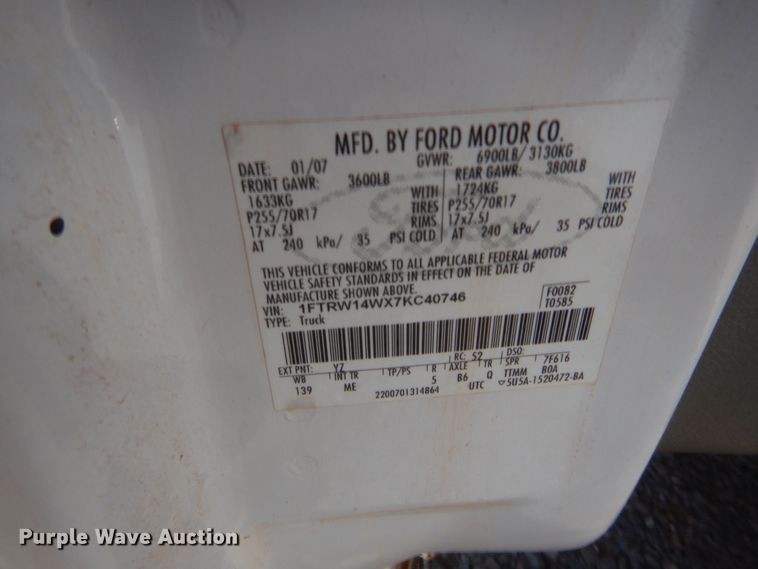 MFD. BY FORD MOTOR CO.
DATE: 01/07 GVWR: 6900LB/ 3130KG
FRONT GAWR: 3600LB REAR GAWR: 3800LB
1633KG WITH 1724KG WITH
P255/70R17 TIRES P255/70R17 TIRES
17x7.5J RIMS 17x7.5J RIMS
AT 240 kPa/ 35 PSI COLD AT 240 kPa/ 35 PSI COLD
Ford
THIS VEHICLE CONFORMS TO ALL APPLICABLE FEDERAL MOTOR
VEHICLE SAFETY STANDARDS IN EFFECT ON THE DATE OF
MANUFACTURE SHOWN ABOVE.
VIN: 1FTRW14WX7KC40746 F0082
TYPE: Truck T0585
EXT PNT: YZ RC: 52 DSO:
WB INT TR TP/PS R AXLE TR SPR 7F616
139 ME 5 B6 Q TTMM BOA
2200701314864 UTC 5U5A-1520472-BA
Purple Wave Auction
purplewave.com